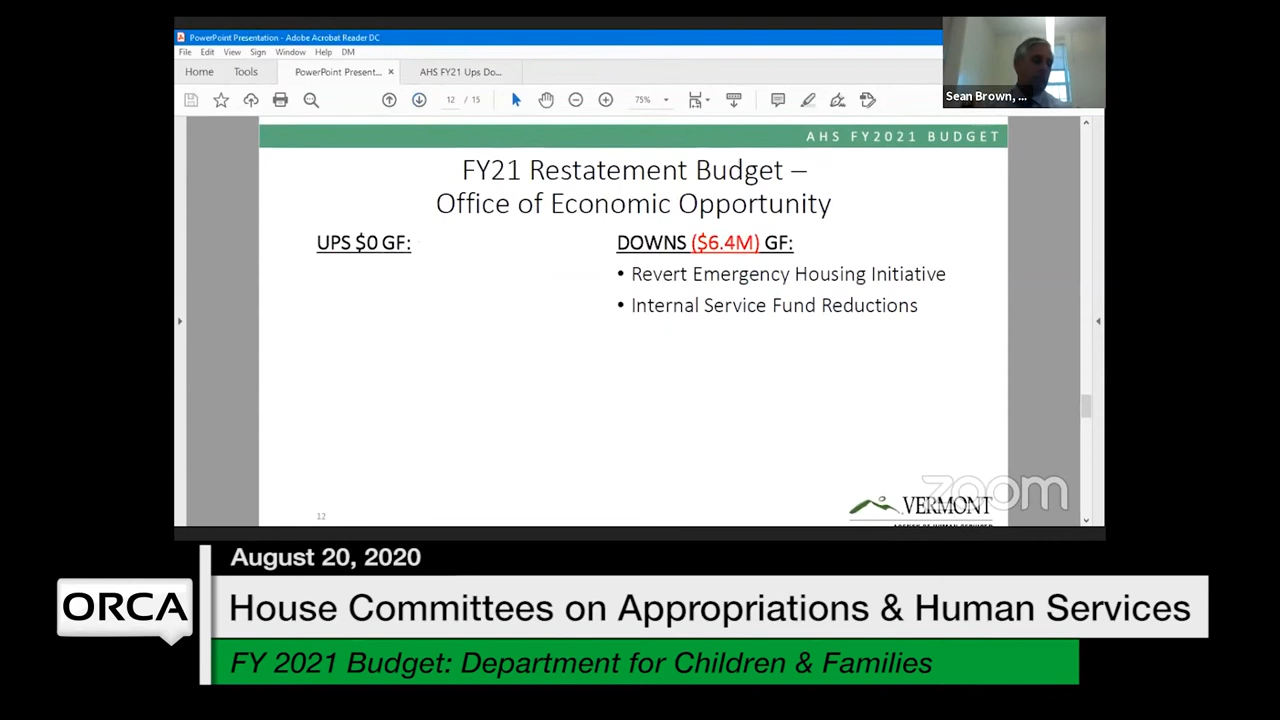 PowerPoint Presentation - Adobe Acrobat Reader DC
File Edit View Sign Window Help DM
Home Tools PowerPoint Present... × AHS FY21 Ups Do...
12 / 15 75%
Sean Brown, ...
AHS FY2021 BUDGET
FY21 Restatement Budget –
Office of Economic Opportunity
UPS $0 GF:
DOWNS ($6.4M) GF:
• Revert Emergency Housing Initiative
• Internal Service Fund Reductions
zoom
VERMONT
12
August 20, 2020
ORCA
House Committees on Appropriations & Human Services
FY 2021 Budget: Department for Children & Families